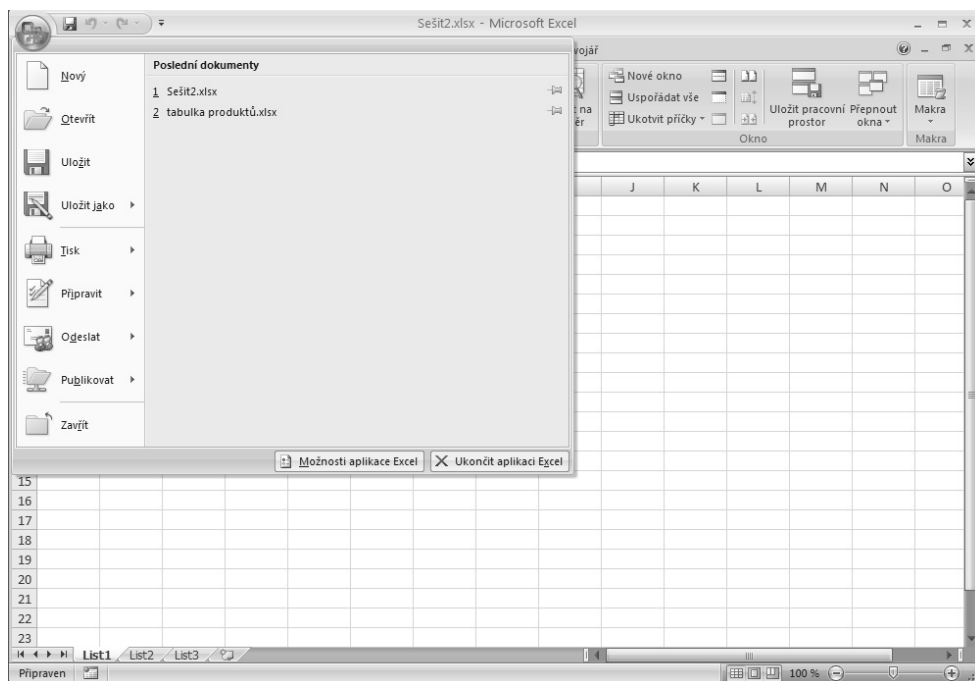 Sešit2.xlsx - Microsoft Excel
Nový
Otevřít
Uložit
Uložit jako
Tisk
Připravit
Odeslat
Publikovat
Zavřít
Poslední dokumenty
1 Sešit2.xlsx
2 tabulka produktů.xlsx
Možnosti aplikace Excel
Ukončit aplikaci Excel
vojář
na
ěr
Nové okno
Uspořádat vše
Ukotvit příčky
Uložit pracovní prostor
Přepnout okna
Okno
Makra
Makra
J K L M N O
15
16
17
18
19
20
21
22
23
List1 List2 List3
Připraven
100 %